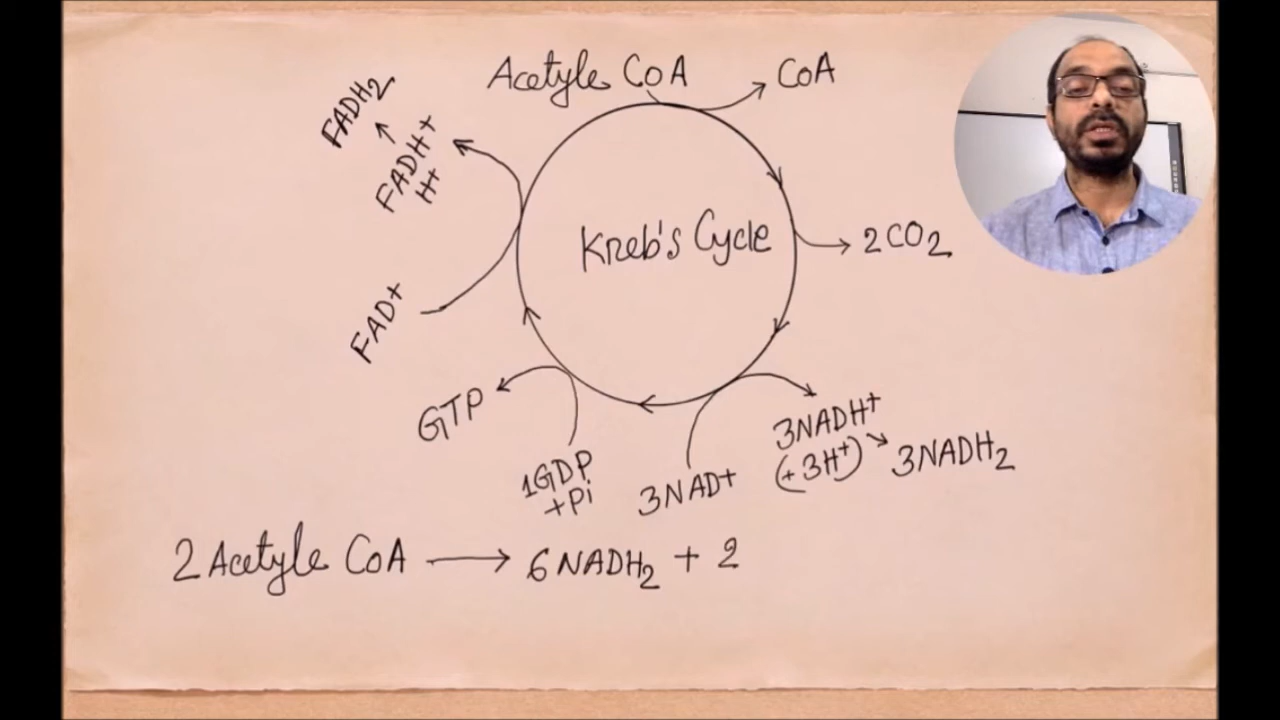 Acetyle CoA
CoA
FADH2
FADH+
H+
Kreb's Cycle
2CO2
FAD+
GTP
1GDP
+Pi
3NAD+
3NADH+
(+3H+)
3NADH2
2 Acetyle CoA → 6NADH2 + 2